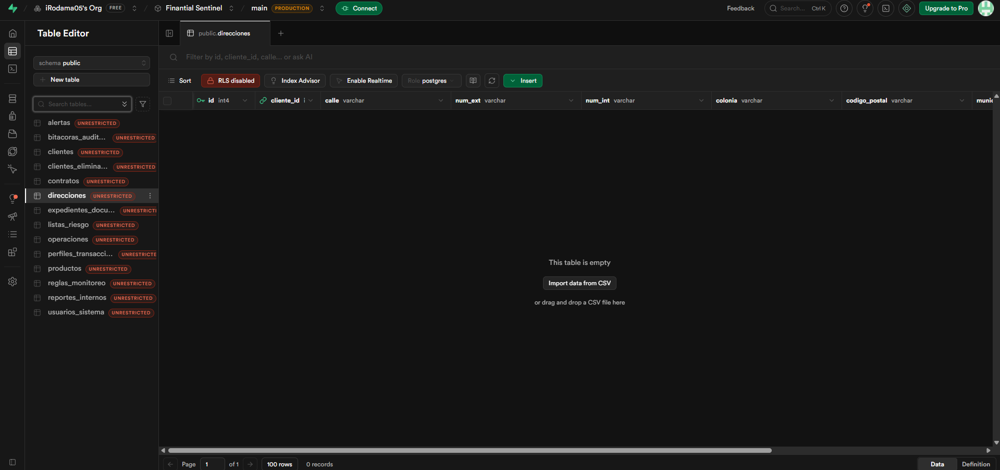 iRodama05's Org FREE / Finantial Sentinel / main PRODUCTION Connect Feedback Search... Ctrl K Upgrade to Pro
Table Editor
public.direcciones
schema public
New table
Search tables...
alertas UNRESTRICTED
bitacoras_audit... UNRESTRICTED
clientes UNRESTRICTED
clientes_elimina... UNRESTRICTED
contratos UNRESTRICTED
direcciones UNRESTRICTED
expedientes_docu... UNRESTRICTI
listas_riesgo UNRESTRICTED
operaciones UNRESTRICTED
perfiles_transacci... UNRESTRICTE
productos UNRESTRICTED
reglas_monitoreo UNRESTRICTED
reportes_internos UNRESTRICTED
usuarios_sistema UNRESTRICTED
Filter by id, cliente_id, calle... or ask AI
Sort RLS disabled Index Advisor Enable Realtime Role postgres Insert
id int4 cliente_id i calle varchar num_ext varchar num_int varchar colonia varchar codigo_postal varchar munic
This table is empty
Import data from CSV
or drag and drop a CSV file here
Page 1 of 1 100 rows 0 records Data Definition